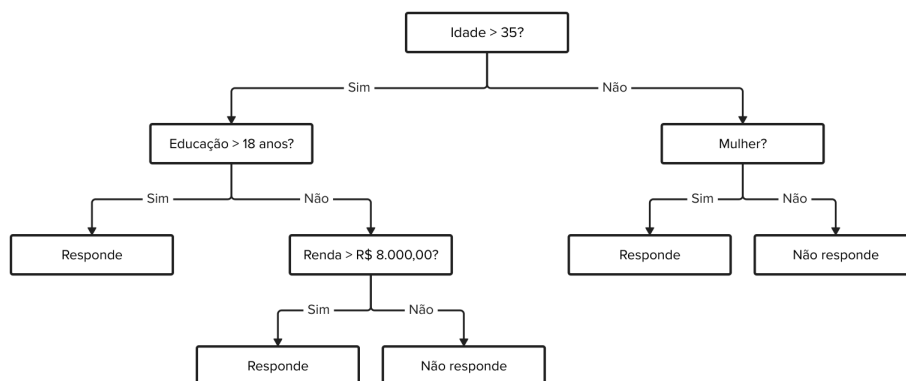 Idade > 35?
Sim
Não
Educação > 18 anos?
Mulher?
Sim
Não
Sim
Não
Responde
Renda > R$ 8.000,00?
Responde
Não responde
Sim
Não
Responde
Não responde